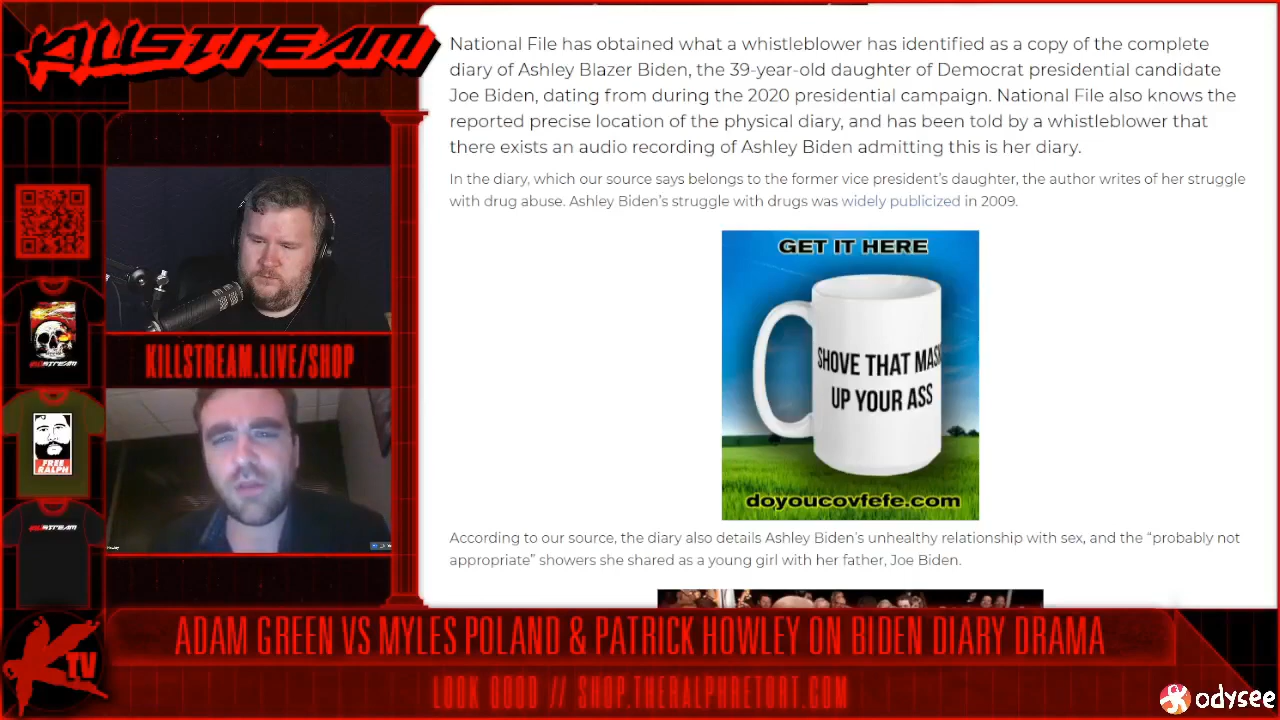 KILLSTREAM
National File has obtained what a whistleblower has identified as a copy of the complete
diary of Ashley Blazer Biden, the 39-year-old daughter of Democrat presidential candidate
Joe Biden, dating from during the 2020 presidential campaign. National File also knows the
reported precise location of the physical diary, and has been told by a whistleblower that
there exists an audio recording of Ashley Biden admitting this is her diary.
In the diary, which our source says belongs to the former vice president's daughter, the author writes of her struggle
with drug abuse. Ashley Biden's struggle with drugs was widely publicized in 2009.
GET IT HERE
SHOVE THAT MASK
UP YOUR ASS
doyoucovfefe.com
According to our source, the diary also details Ashley Biden's unhealthy relationship with sex, and the "probably not
appropriate" showers she shared as a young girl with her father, Joe Biden.
KILLSTREAM.LIVE/SHOP
KILLSTREAM
FREE
RALPH
KILLSTREAM
K TV
ADAM GREEN VS MYLES POLAND & PATRICK HOWLEY ON BIDEN DIARY DRAMA
LOOK GOOD // SHOP.THERALPHRETORT.COM
odysee